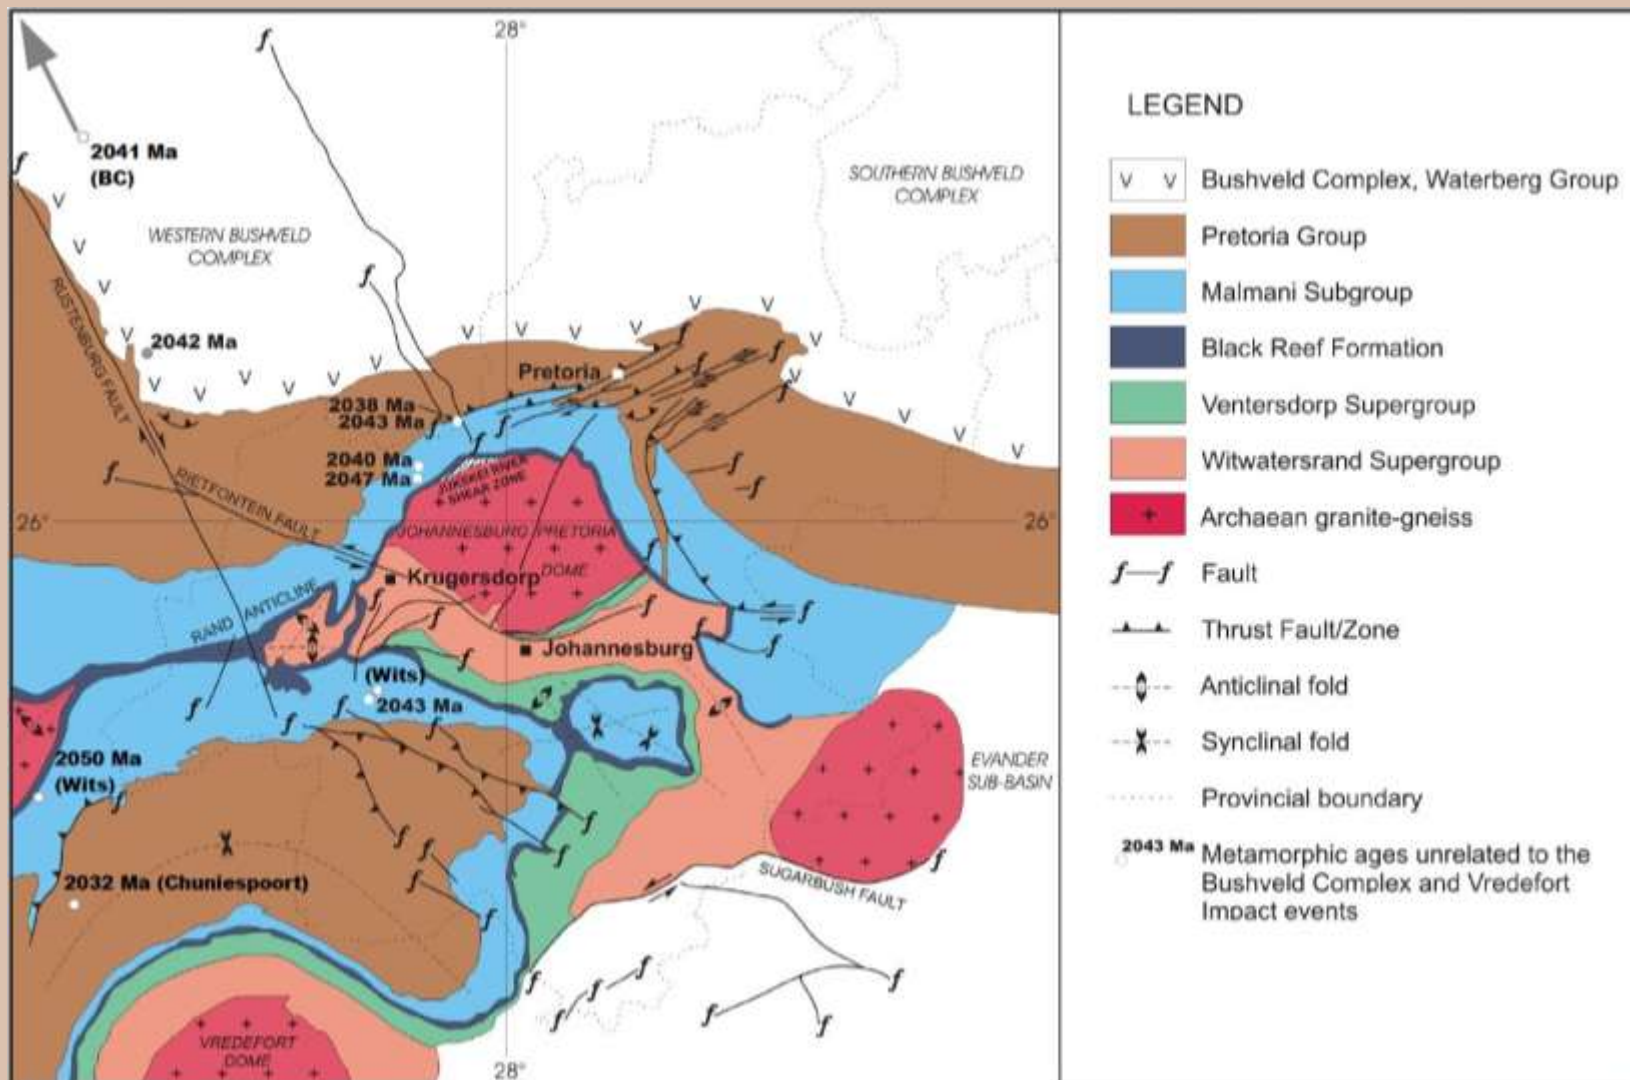 28°
2041 Ma
(BC)
SOUTHERN BUSHVELD
COMPLEX
WESTERN BUSHVELD
COMPLEX
RUSTENBURG FAULT
2042 Ma
Pretoria
2038 Ma
2043 Ma
2040 Ma
2047 Ma
JUKSKEI RIVER
SHEAR ZONE
RIETFONTEIN FAULT
26°
26°
JOHANNESBURG PRETORIA
DOME
Krugersdorp
RAND ANTICLINE
Johannesburg
(Wits)
2043 Ma
2050 Ma
(Wits)
EVANDER
SUB-BASIN
2032 Ma (Chuniespoort)
SUGARBUSH FAULT
VREDEFORT
DOME
28°
LEGEND
v v Bushveld Complex, Waterberg Group
Pretoria Group
Malmani Subgroup
Black Reef Formation
Ventersdorp Supergroup
Witwatersrand Supergroup
+ Archaean granite-gneiss
f—f Fault
Thrust Fault/Zone
Anticlinal fold
Synclinal fold
Provincial boundary
2043 Ma Metamorphic ages unrelated to the
Bushveld Complex and Vredefort
Impact events